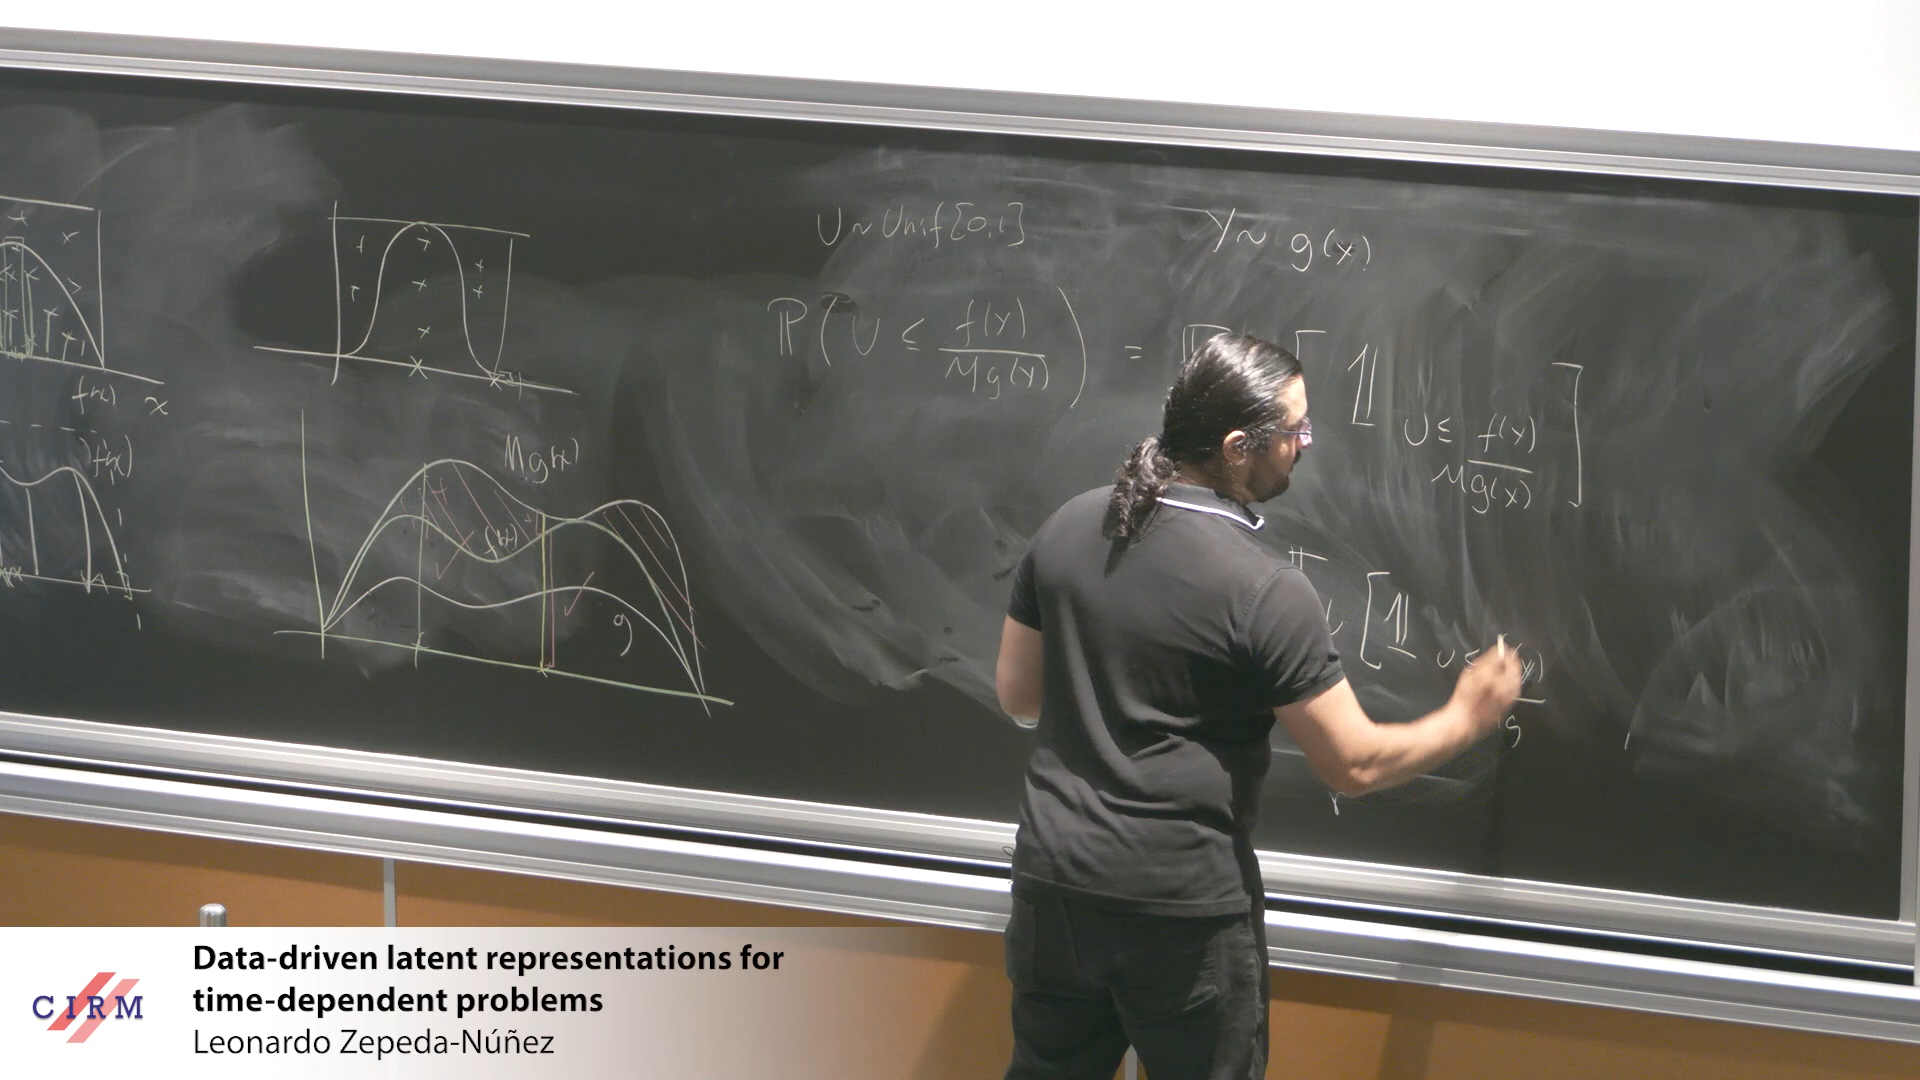 U ~ Unif[0,1]
Y ~ g(x)
ℙ( U ≤ f(y) / Mg(y) ) =
[ 𝟙 U ≤ f(y) / Mg(x) ]
f(x) x
f(x)
Mg(x)
f(x)
g
[ 𝟙 U ≤
CIRM
Data-driven latent representations for
time-dependent problems
Leonardo Zepeda-Núñez